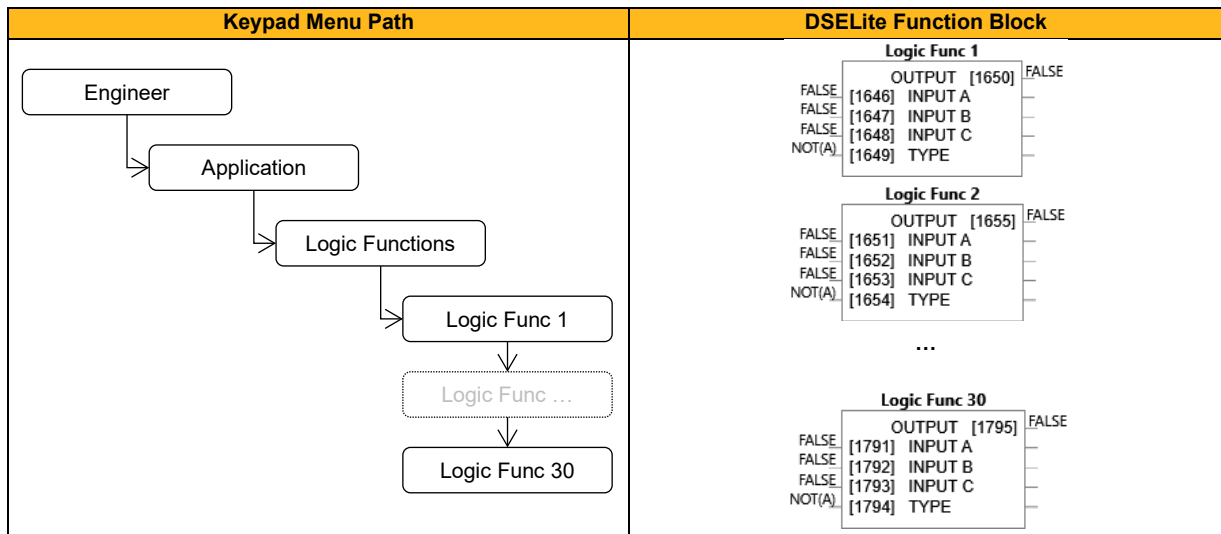 Keypad Menu Path
DSELite Function Block
Engineer
Application
Logic Functions
Logic Func 1
Logic Func ...
Logic Func 30
Logic Func 1
OUTPUT [1650] FALSE
FALSE [1646] INPUT A
FALSE [1647] INPUT B
FALSE [1648] INPUT C
NOT(A) [1649] TYPE
Logic Func 2
OUTPUT [1655] FALSE
FALSE [1651] INPUT A
FALSE [1652] INPUT B
FALSE [1653] INPUT C
NOT(A) [1654] TYPE
...
Logic Func 30
OUTPUT [1795] FALSE
FALSE [1791] INPUT A
FALSE [1792] INPUT B
FALSE [1793] INPUT C
NOT(A) [1794] TYPE